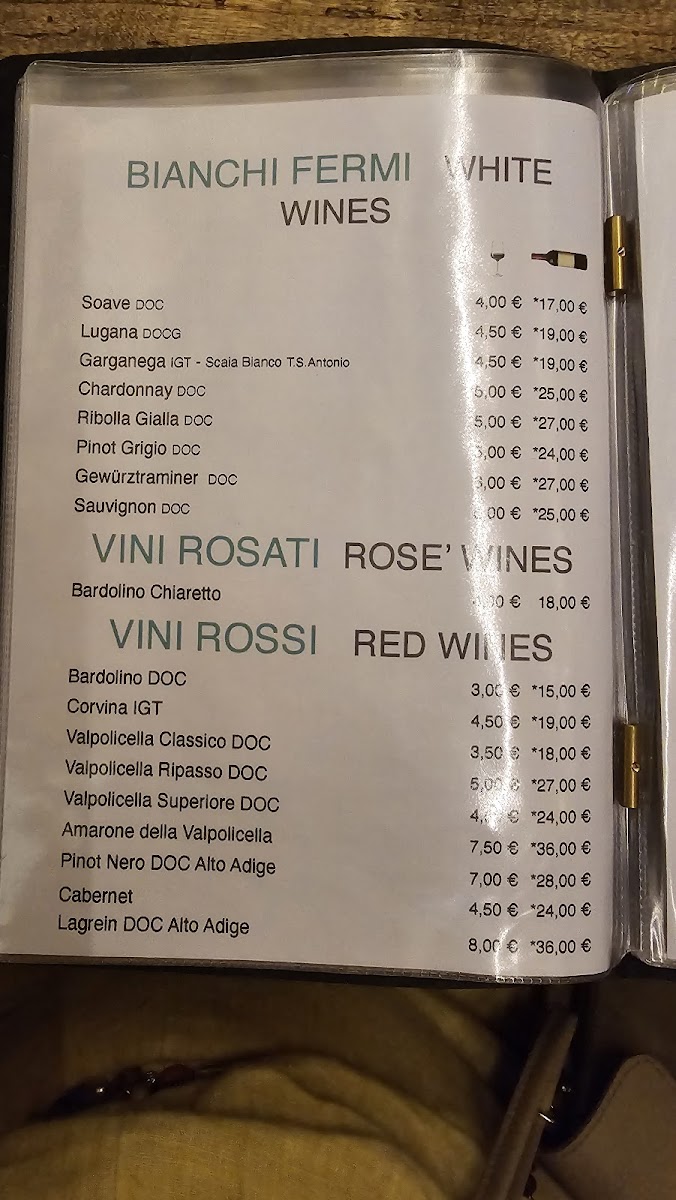 BIANCHI FERMI WHITE
WINES
Soave DOC 4,00 € *17,00 €
Lugana DOCG 4,50 € *19,00 €
Garganega IGT - Scaia Bianco T.S.Antonio 4,50 € *19,00 €
Chardonnay DOC *25,00 €
Ribolla Gialla DOC 5,00 € *27,00 €
Pinot Grigio DOC *24,00 €
Gewürztraminer DOC *27,00 €
Sauvignon DOC *25,00 €
VINI ROSATI ROSE' WINES
Bardolino Chiaretto 18,00 €
VINI ROSSI RED WINES
Bardolino DOC 3,00 € *15,00 €
Corvina IGT 4,50 € *19,00 €
Valpolicella Classico DOC 3,50 € *18,00 €
Valpolicella Ripasso DOC 5,00 € *27,00 €
Valpolicella Superiore DOC *24,00 €
Amarone della Valpolicella 7,50 € *36,00 €
Pinot Nero DOC Alto Adige 7,00 € *28,00 €
Cabernet 4,50 € *24,00 €
Lagrein DOC Alto Adige 8,00 € *36,00 €